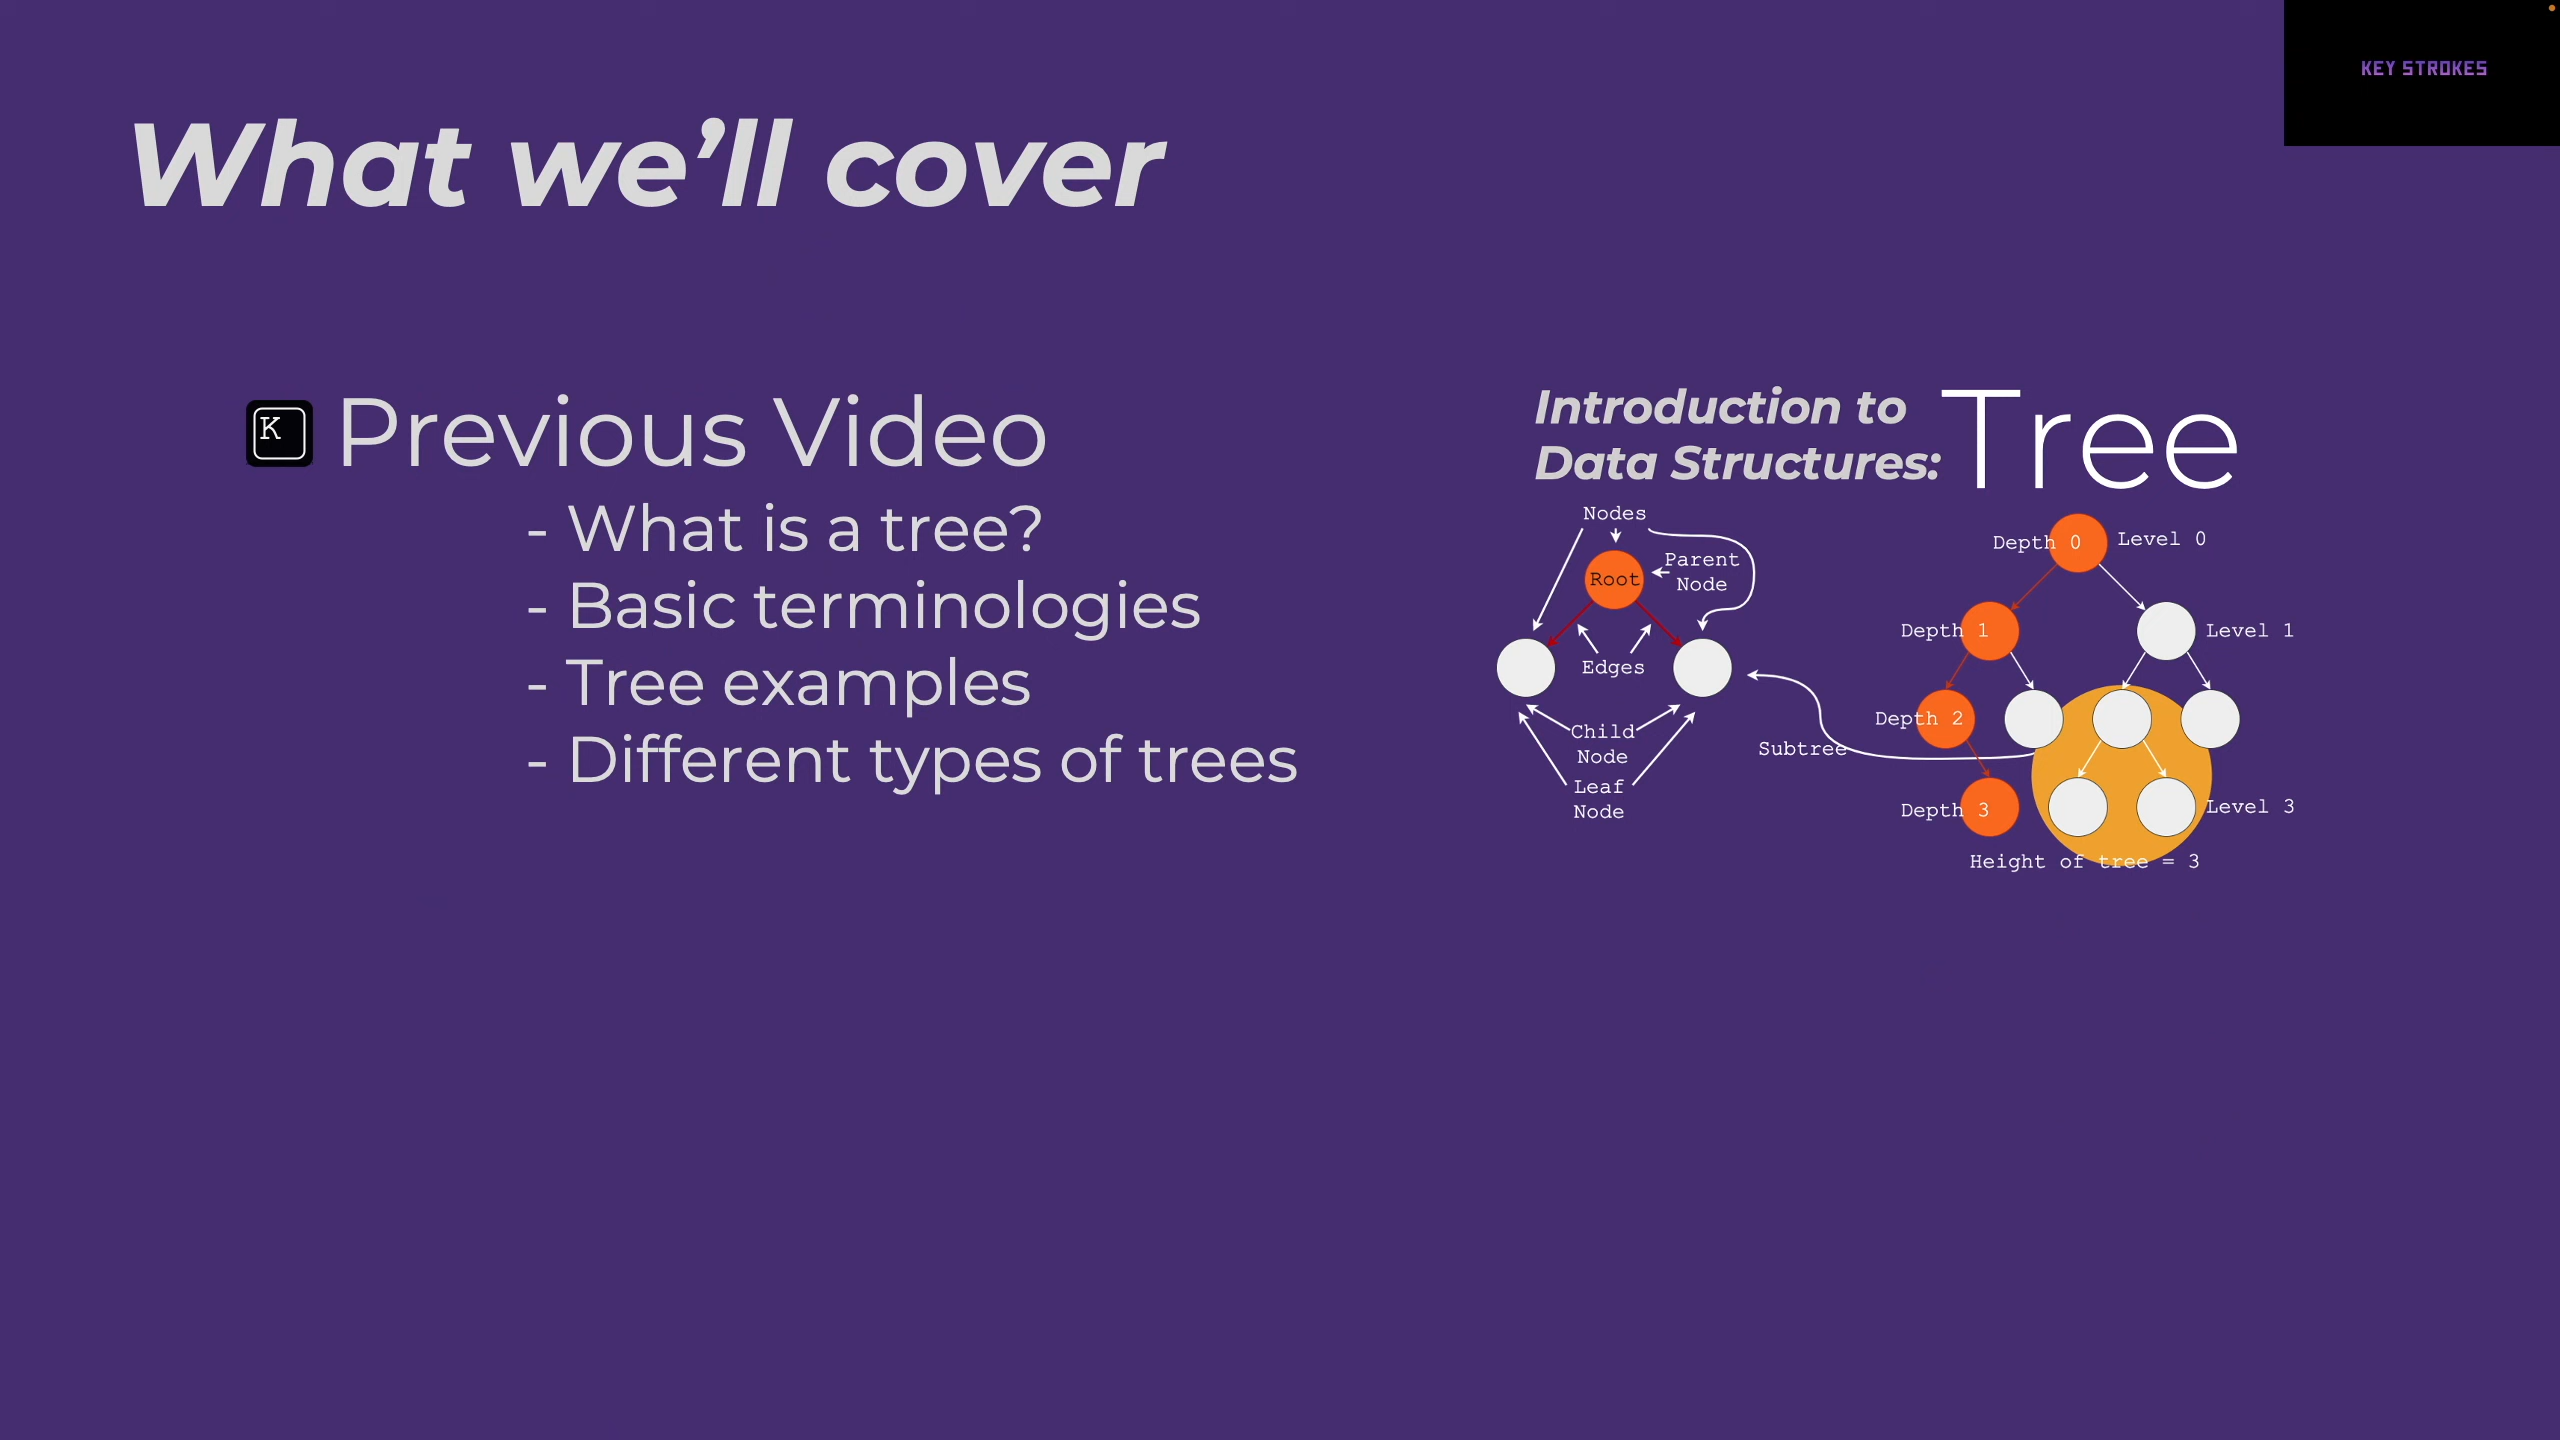 KEY STROKES
What we’ll cover
K
Previous Video
- What is a tree?
- Basic terminologies
- Tree examples
- Different types of trees
Introduction to
Data Structures:
Tree
Nodes
Root
Parent
Node
Edges
Child
Node
Leaf
Node
Subtree
Depth 0
Level 0
Depth 1
Level 1
Depth 2
Depth 3
Level 3
Height of tree = 3